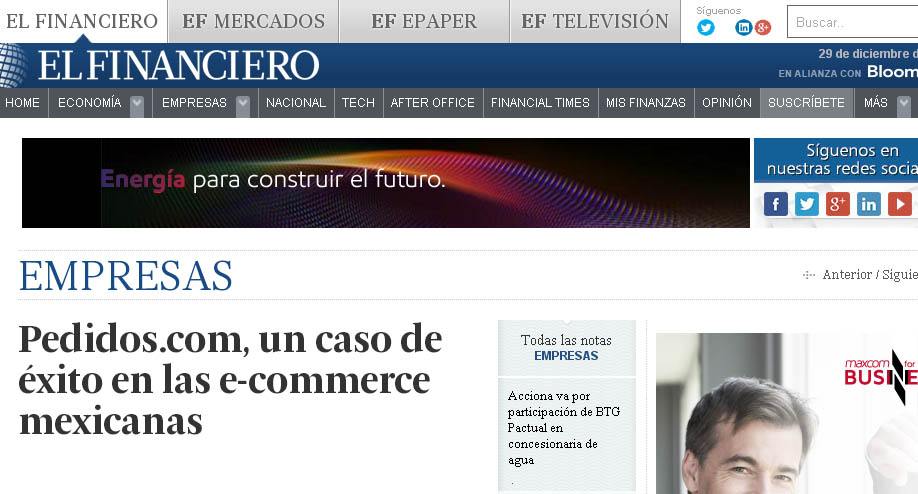 EL FINANCIERO
EF MERCADOS
EF EPAPER
EF TELEVISIÓN
Síguenos
Buscar..
EL FINANCIERO
29 de diciembre d
EN ALIANZA CON Bloom
HOME
ECONOMÍA
EMPRESAS
NACIONAL
TECH
AFTER OFFICE
FINANCIAL TIMES
MIS FINANZAS
OPINIÓN
SUSCRÍBETE
MÁS
Energía para construir el futuro.
Síguenos en
nuestras redes socia
EMPRESAS
Anterior / Siguie
Pedidos.com, un caso de
éxito en las e-commerce
mexicanas
Todas las notas
EMPRESAS
Acciona va por
participación de BTG
Pactual en
concesionaria de
agua
maxcom for
BUSINE